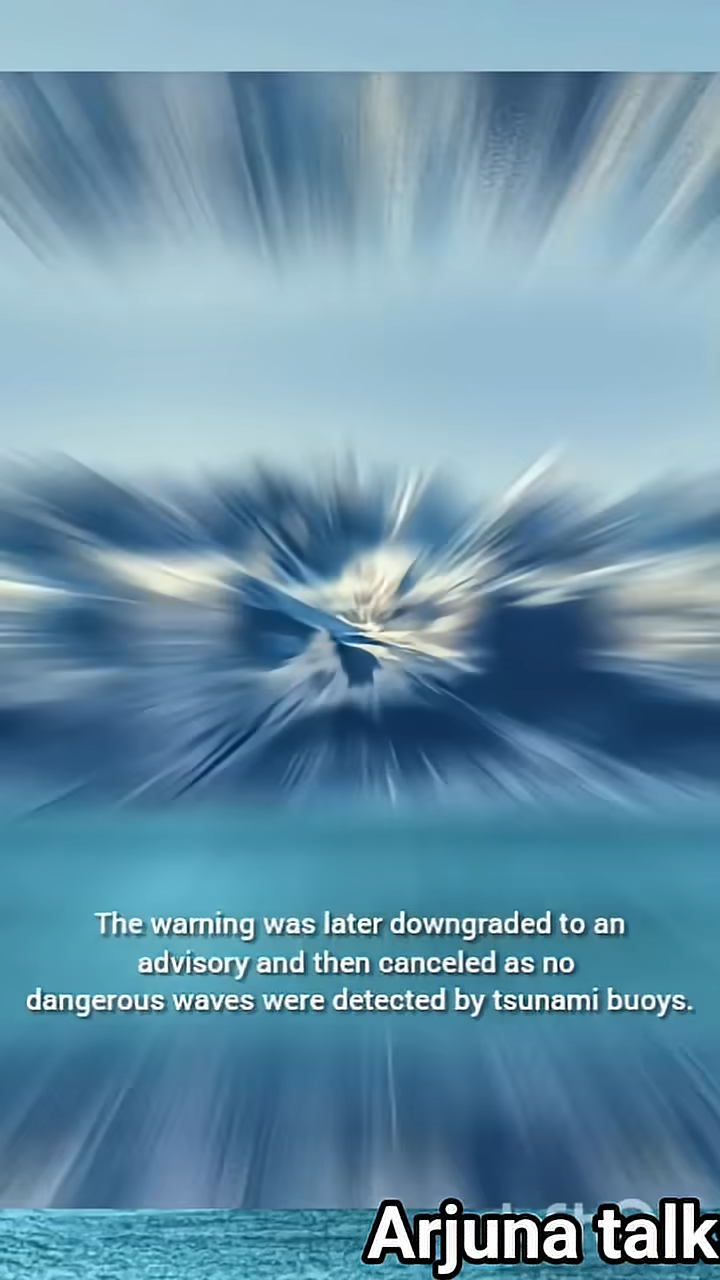 The warning was later downgraded to an
advisory and then canceled as no
dangerous waves were detected by tsunami buoys.
Arjuna talk